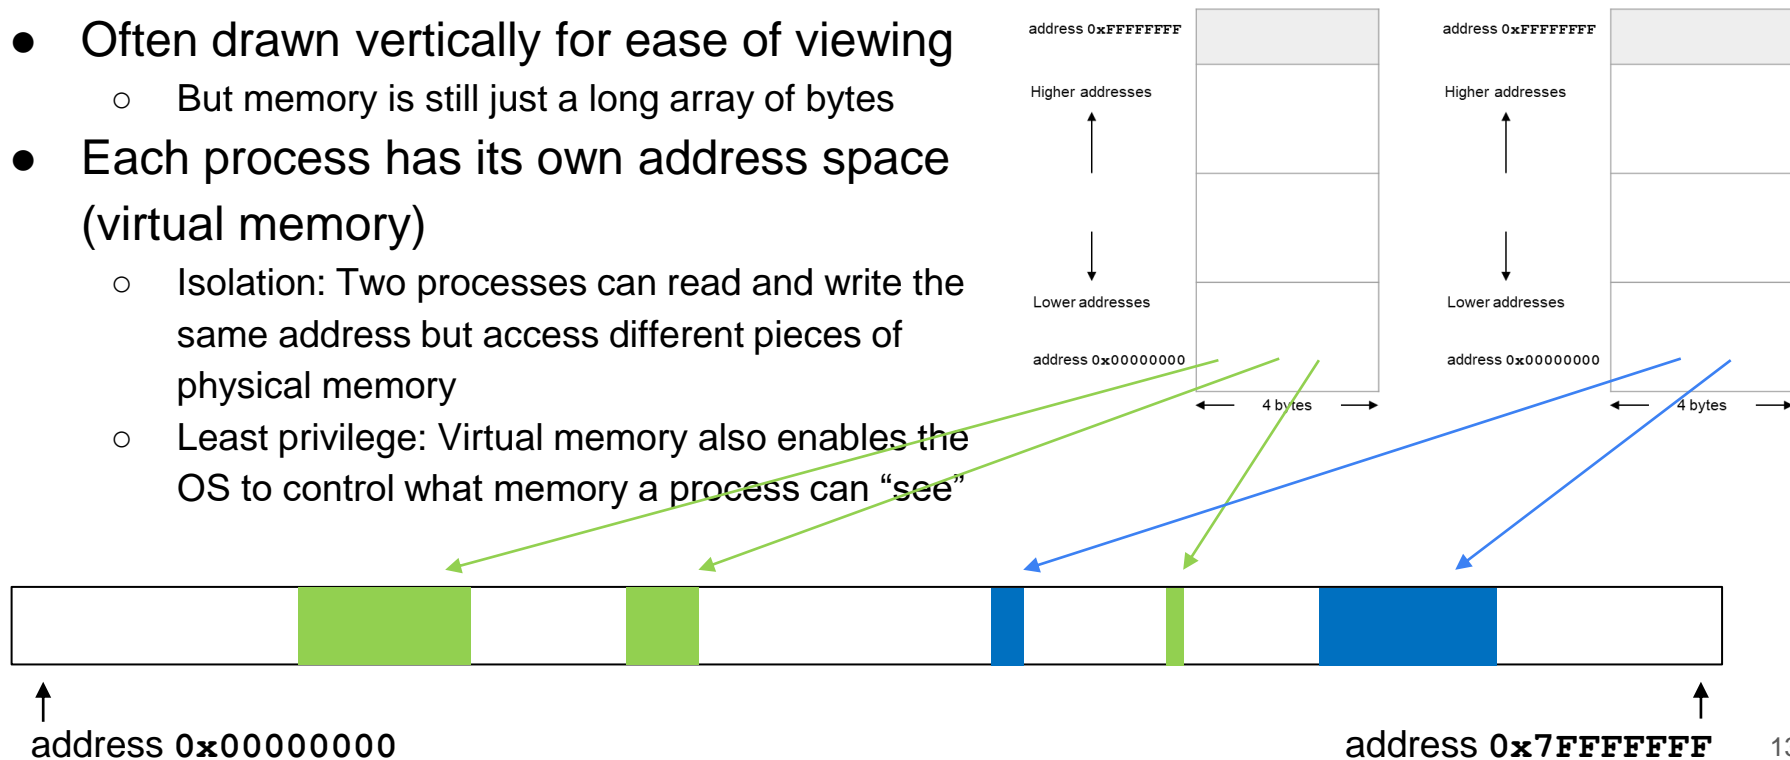 ● Often drawn vertically for ease of viewing
○ But memory is still just a long array of bytes
● Each process has its own address space
(virtual memory)
○ Isolation: Two processes can read and write the
same address but access different pieces of
physical memory
○ Least privilege: Virtual memory also enables the
OS to control what memory a process can “see”
address 0xFFFFFFFF
Higher addresses
Lower addresses
address 0x00000000
4 bytes
address 0xFFFFFFFF
Higher addresses
Lower addresses
address 0x00000000
4 bytes
address 0x00000000
address 0x7FFFFFFF